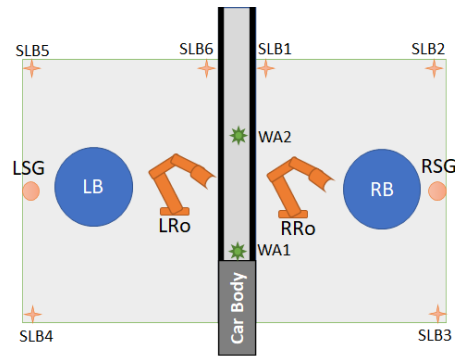 SLB5
SLB6
SLB1
SLB2
WA2
LSG
LB
LRo
RRo
RB
RSG
WA1
Car Body
SLB4
SLB3